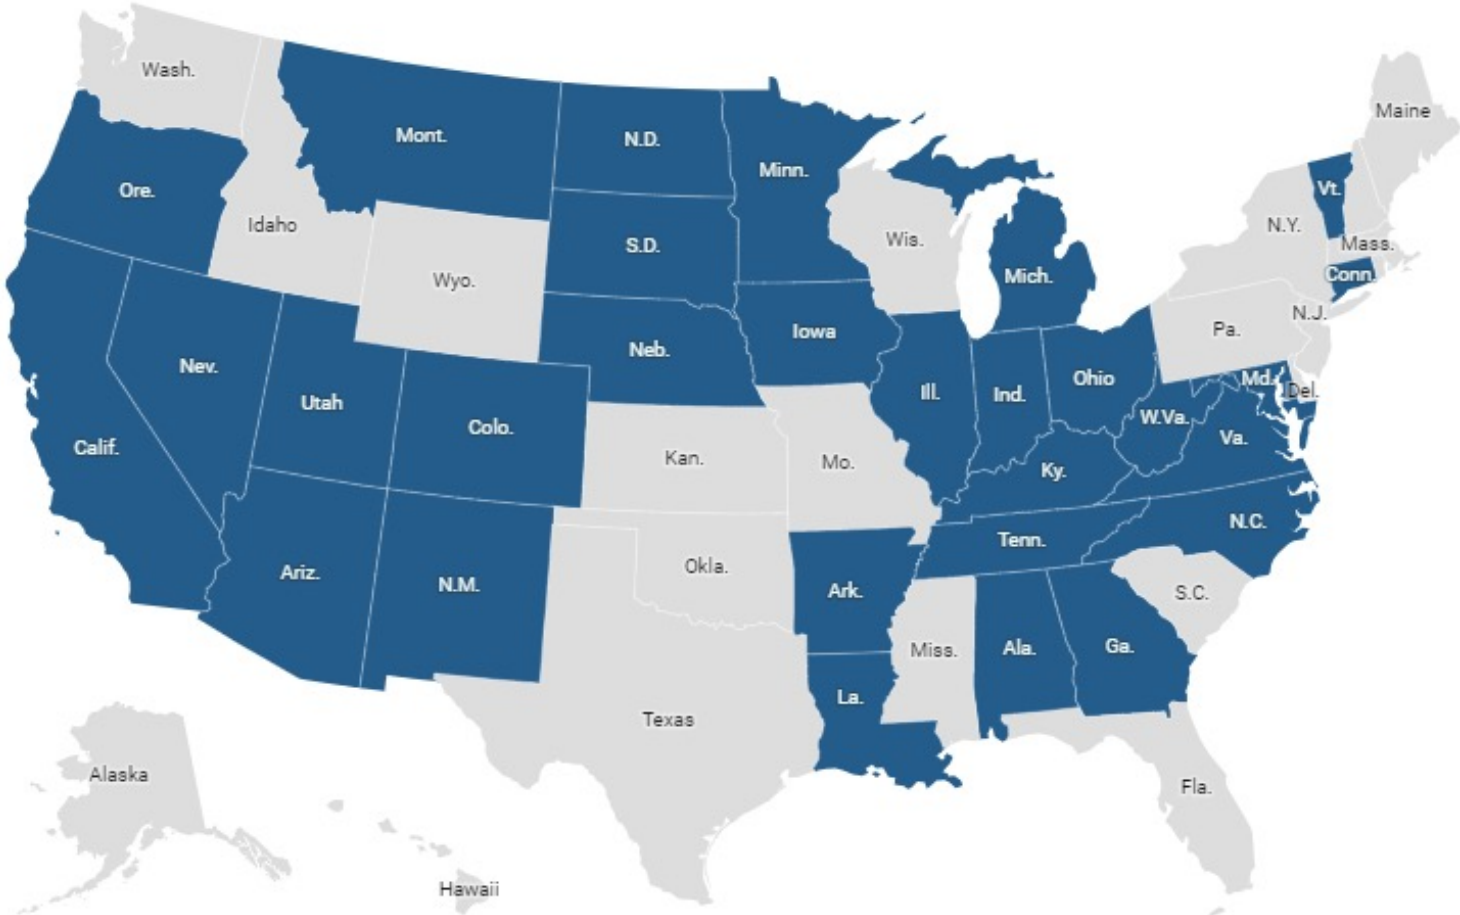 Wash.
Mont.
N.D.
Minn.
Maine
Ore.
Idaho
Vt.
Wyo.
S.D.
Wis.
Mich.
N.Y.
Mass.
Conn.
Nev.
Utah
Colo.
Neb.
Iowa
Ill.
Ind.
Ohio
Pa.
N.J.
Md.
Del.
Calif.
Kan.
Mo.
Ky.
W.Va.
Va.
Ariz.
N.M.
Okla.
Ark.
Tenn.
N.C.
S.C.
Texas
La.
Miss.
Ala.
Ga.
Fla.
Alaska
Hawaii